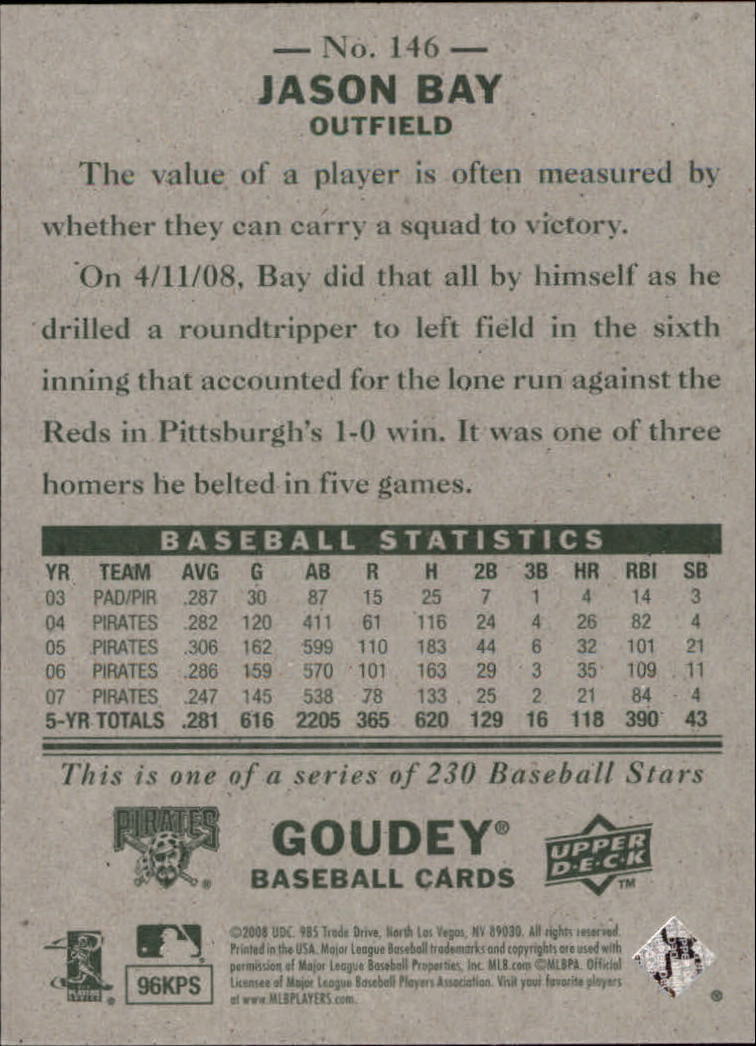 — No. 146 —
JASON BAY
OUTFIELD
The value of a player is often measured by
whether they can carry a squad to victory.
On 4/11/08, Bay did that all by himself as he
drilled a roundtripper to left field in the sixth
inning that accounted for the lone run against the
Reds in Pittsburgh's 1-0 win. It was one of three
homers he belted in five games.
BASEBALL STATISTICS
YR TEAM AVG G AB R H 2B 3B HR RBI SB
03 PAD/PIR .287 30 87 15 25 7 1 4 14 3
04 PIRATES .282 120 411 61 116 24 4 26 82 4
05 PIRATES .306 162 599 110 183 44 6 32 101 21
06 PIRATES .286 159 570 101 163 29 3 35 109 11
07 PIRATES .247 145 538 78 133 25 2 21 84 4
5-YR TOTALS .281 616 2205 365 620 129 16 118 390 43
This is one of a series of 230 Baseball Stars
PIRATES
GOUDEY®
BASEBALL CARDS
UPPER
D·E·C·K
TM
96KPS
©2008 UDC. 985 Trade Drive, North Las Vegas, NV 89030. All rights reserved.
Printed in the USA. Major League Baseball trademarks and copyrights are used with
permission of Major League Baseball Properties, Inc. MLB.com ©MLBPA. Official
Licensee of Major League Baseball Players Association. Visit your favorite players
at www.MLBPLAYERS.com.